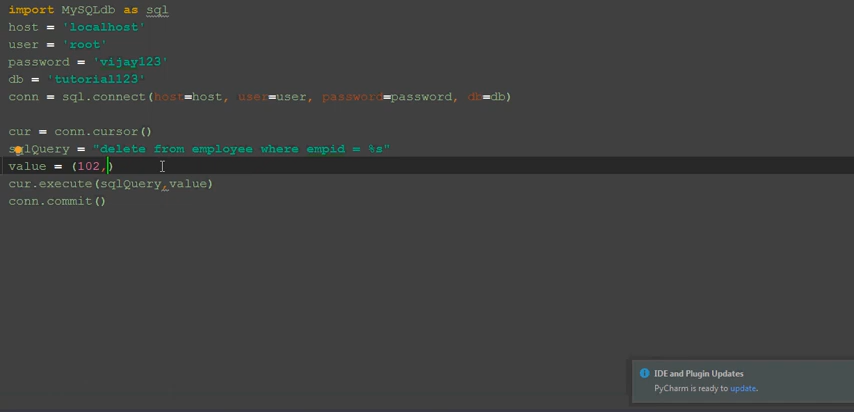 import MySQLdb as sql
host = 'localhost'
user = 'root'
password = 'vijay123'
db = 'tutorial123'
conn = sql.connect(host=host, user=user, password=password, db=db)
cur = conn.cursor()
sqlQuery = "delete from employee where empid = %s"
value = (102,)
cur.execute(sqlQuery,value)
conn.commit()
IDE and Plugin Updates
PyCharm is ready to update.